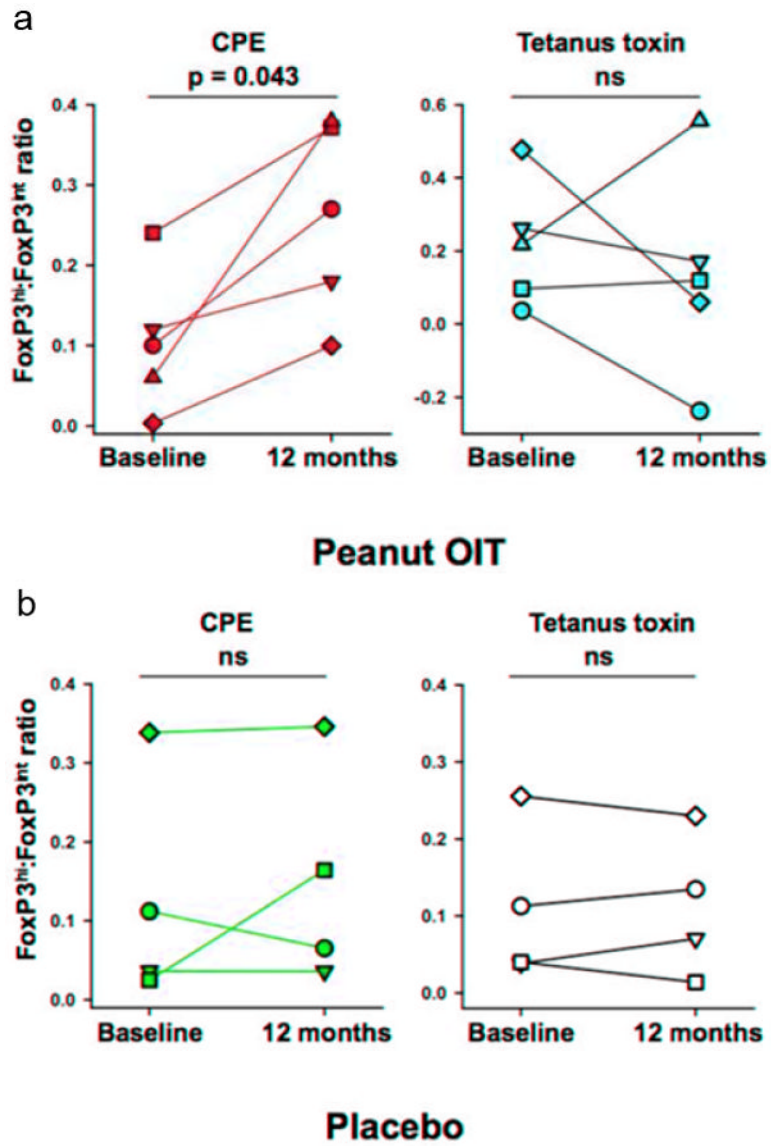 a
CPE
p = 0.043
Tetanus toxin
ns
FoxP3hi:FoxP3int ratio
0.4
0.3
0.2
0.1
0.0
Baseline 12 months
0.6
0.4
0.2
0.0
-0.2
Baseline 12 months
Peanut OIT
b
CPE
ns
Tetanus toxin
ns
FoxP3hi:FoxP3int ratio
0.4
0.3
0.2
0.1
0.0
Baseline 12 months
0.4
0.3
0.2
0.1
0.0
Baseline 12 months
Placebo